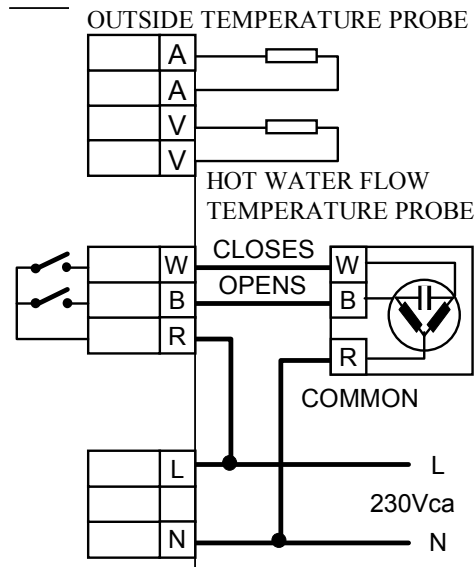 OUTSIDE TEMPERATURE PROBE
A
A
V
V
HOT WATER FLOW
TEMPERATURE PROBE
W CLOSES W
B OPENS B
R
R
COMMON
L L
230Vca
N N